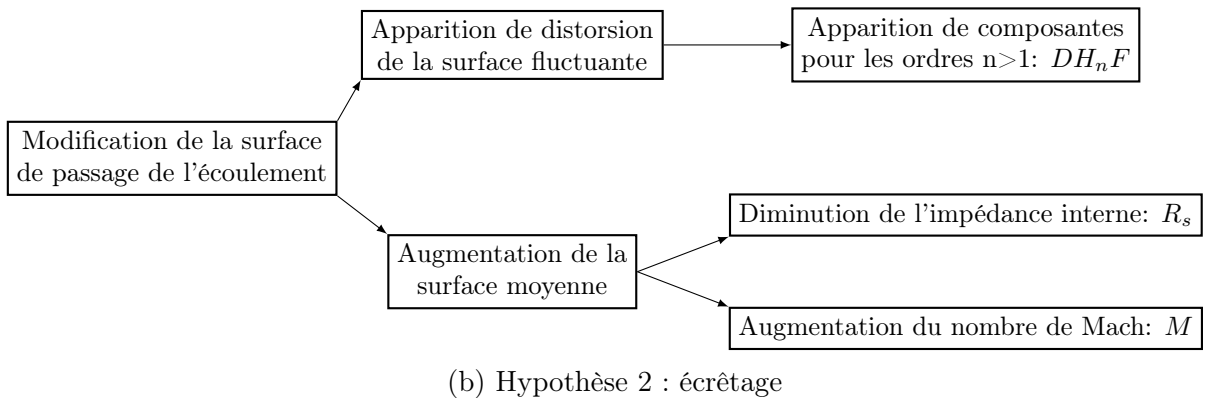 Apparition de distorsion
de la surface fluctuante
Apparition de composantes
pour les ordres n>1: DHₙF
Modification de la surface
de passage de l'écoulement
Augmentation de la
surface moyenne
Diminution de l'impédance interne: Rₛ
Augmentation du nombre de Mach: M
(b) Hypothèse 2 : écrêtage